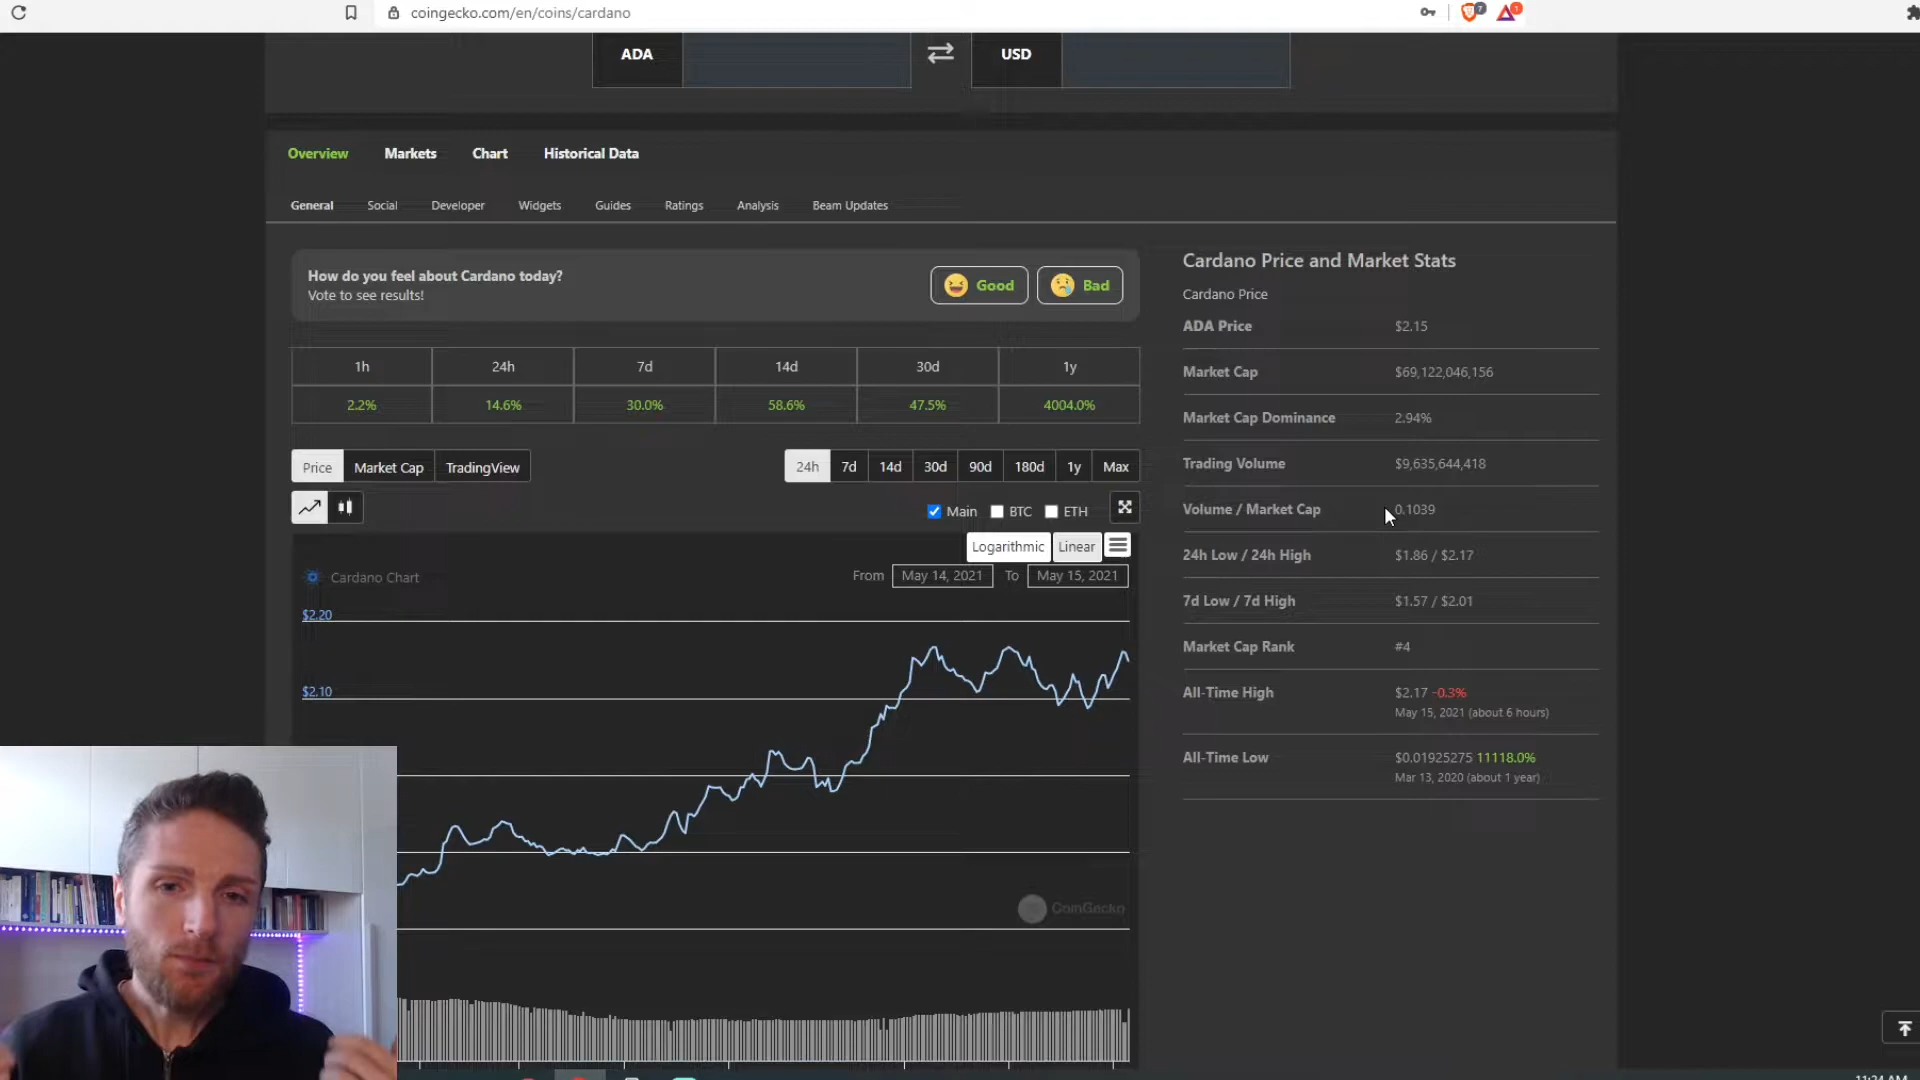 coingecko.com/en/coins/cardano
7
1
ADA
USD
Overview Markets Chart Historical Data
General Social Developer Widgets Guides Ratings Analysis Beam Updates
How do you feel about Cardano today?
Vote to see results!
Good Bad
1h 24h 7d 14d 30d 1y
2.2% 14.6% 30.0% 58.6% 47.5% 4004.0%
Price Market Cap TradingView
24h 7d 14d 30d 90d 180d 1y Max
Main BTC ETH
Logarithmic Linear
Cardano Chart
From May 14, 2021 To May 15, 2021
$2.20
$2.10
CoinGecko
Cardano Price and Market Stats
Cardano Price
ADA Price $2.15
Market Cap $69,122,046,156
Market Cap Dominance 2.94%
Trading Volume $9,635,644,418
Volume / Market Cap 0.1039
24h Low / 24h High $1.86 / $2.17
7d Low / 7d High $1.57 / $2.01
Market Cap Rank #4
All-Time High $2.17 -0.3%
May 15, 2021 (about 6 hours)
All-Time Low $0.01925275 11118.0%
Mar 13, 2020 (about 1 year)